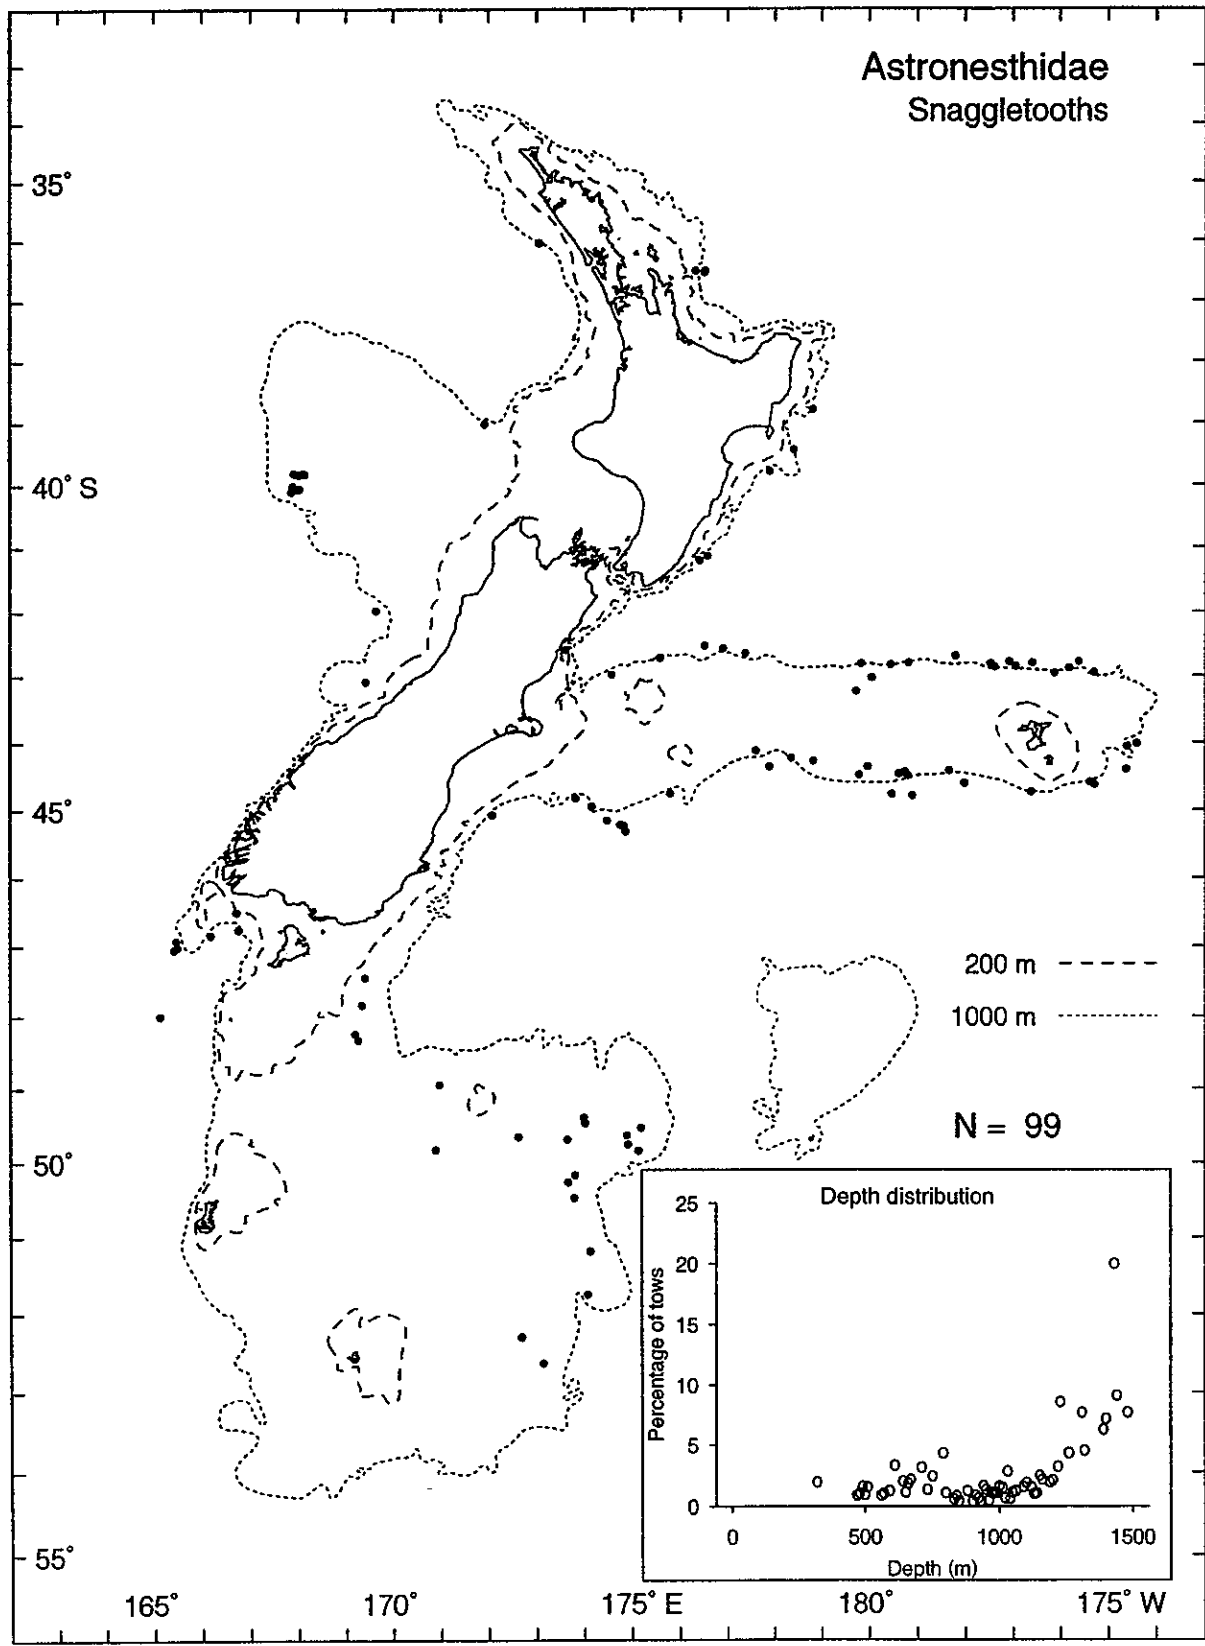 Astronesthidae
Snaggletooths
35°
40° S
45°
200 m
1000 m
N = 99
50°
Depth distribution
25
20
15
10
5
0
Percentage of tows
0 500 1000 1500
Depth (m)
55°
165° 170° 175° E 180° 175° W